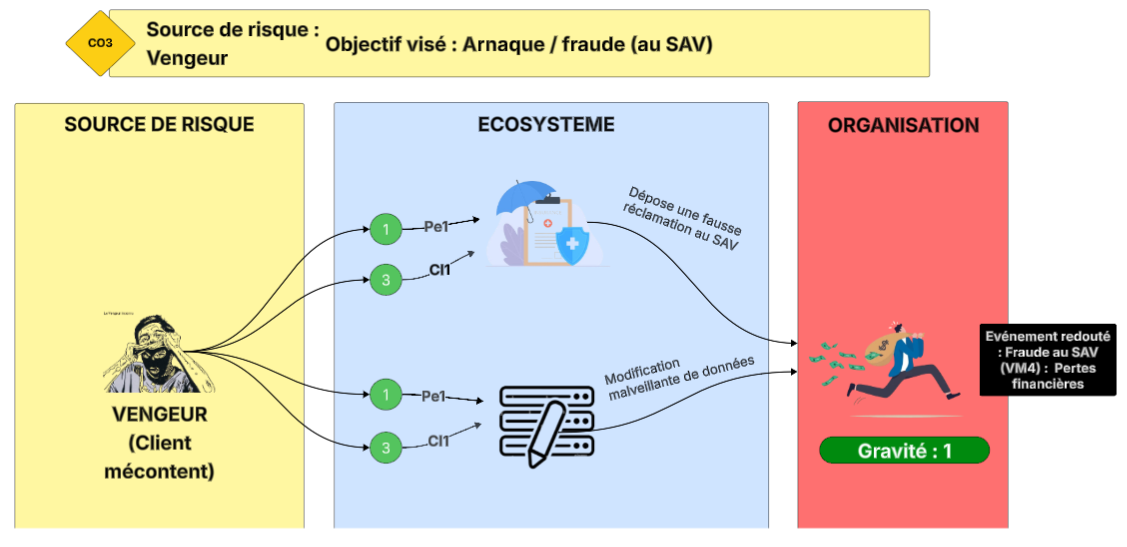 CO3
Source de risque :
Vengeur
Objectif visé : Arnaque / fraude (au SAV)
SOURCE DE RISQUE
ECOSYSTEME
ORGANISATION
Dépose une fausse
réclamation au SAV
1
Pe1
3
Cl1
VENGEUR
(Client
mécontent)
1
Pe1
3
Cl1
Modification
malveillante de données
Evénement redouté
: Fraude au SAV
(VM4) : Pertes
financières
Gravité : 1